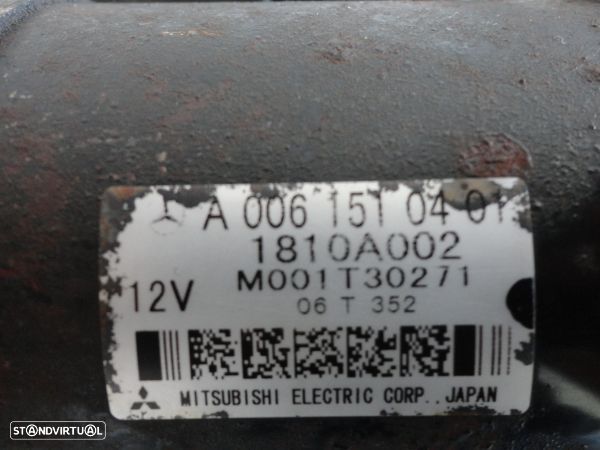 A 006 151 04 01
1810A002
M001T30271
12V
06 T 352
MITSUBISHI ELECTRIC CORP., JAPAN
STANDVIRTUAL